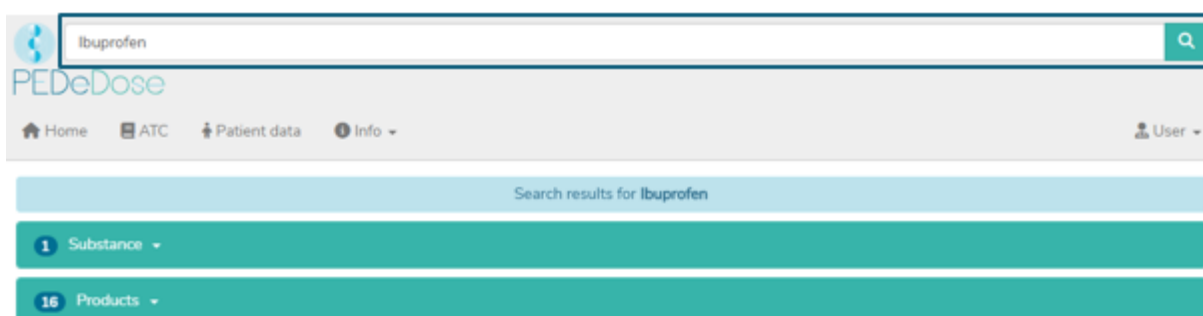 Ibuprofen
PEDeDose
Home ATC Patient data Info User
Search results for Ibuprofen
1 Substance
16 Products